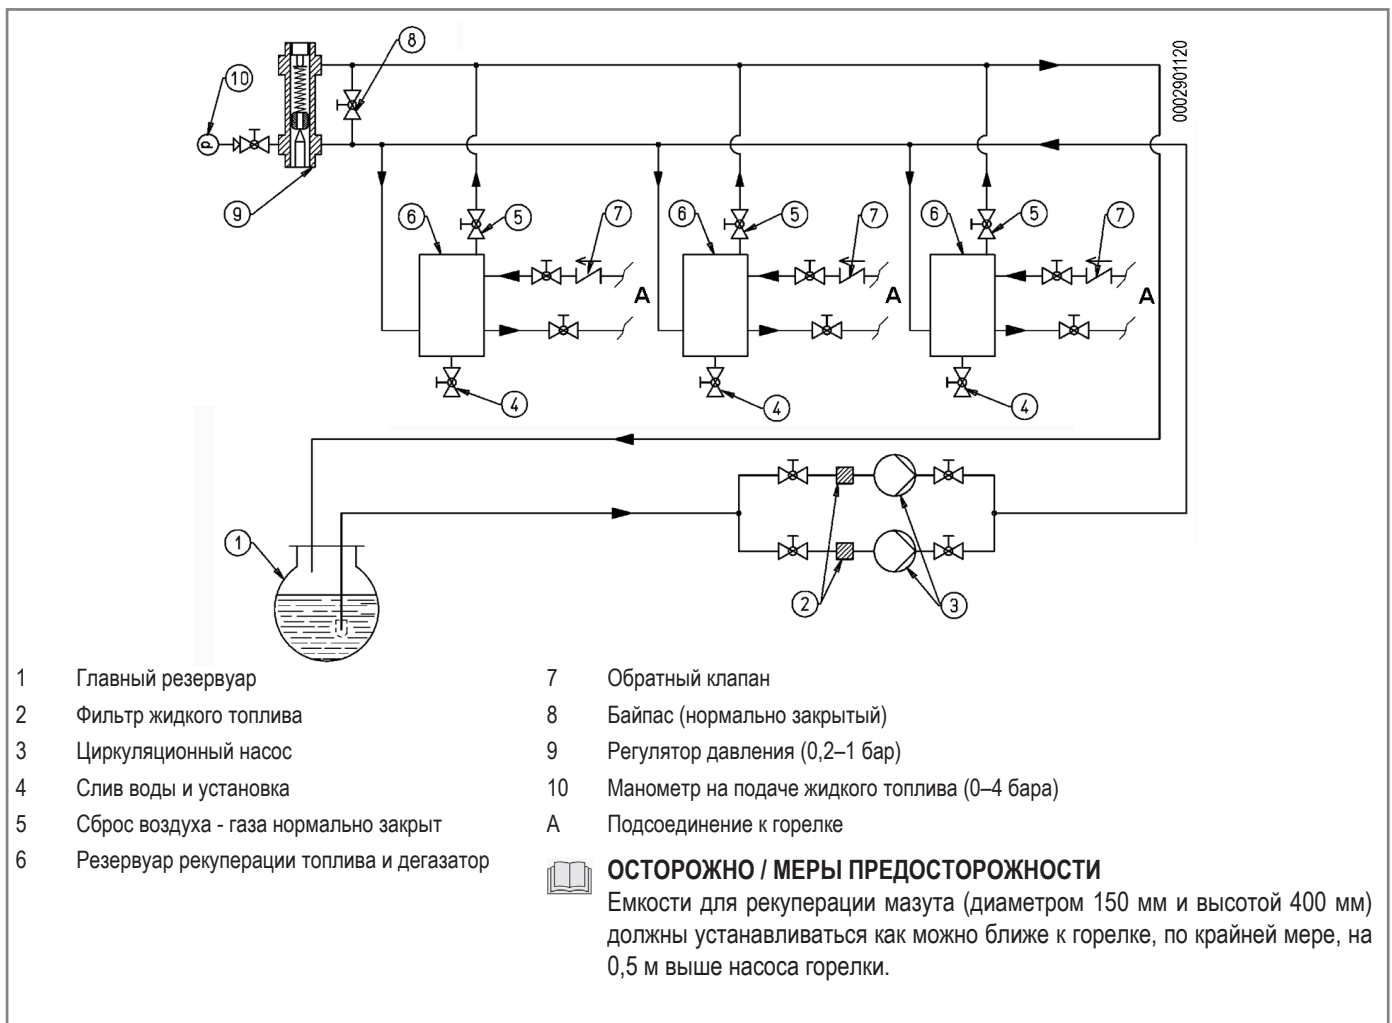 8
10
0002901120
p
9
6
5
7
6
5
7
6
5
7
A
A
A
4
4
4
1
2
3
1 Главный резервуар
2 Фильтр жидкого топлива
3 Циркуляционный насос
4 Слив воды и установка
5 Сброс воздуха - газа нормально закрыт
6 Резервуар рекуперации топлива и дегазатор
7 Обратный клапан
8 Байпас (нормально закрытый)
9 Регулятор давления (0,2–1 бар)
10 Манометр на подаче жидкого топлива (0–4 бара)
A Подсоединение к горелке
ОСТОРОЖНО / МЕРЫ ПРЕДОСТОРОЖНОСТИ
Емкости для рекуперации мазута (диаметром 150 мм и высотой 400 мм)
должны устанавливаться как можно ближе к горелке, по крайней мере, на
0,5 м выше насоса горелки.